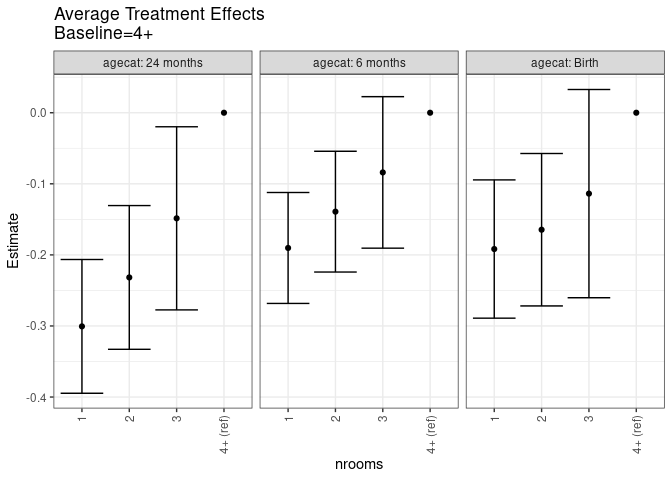 Average Treatment Effects
Baseline=4+
agecat: 24 months
agecat: 6 months
agecat: Birth
Estimate
0.0
-0.1
-0.2
-0.3
-0.4
1
2
3
4+ (ref)
1
2
3
4+ (ref)
1
2
3
4+ (ref)
nrooms